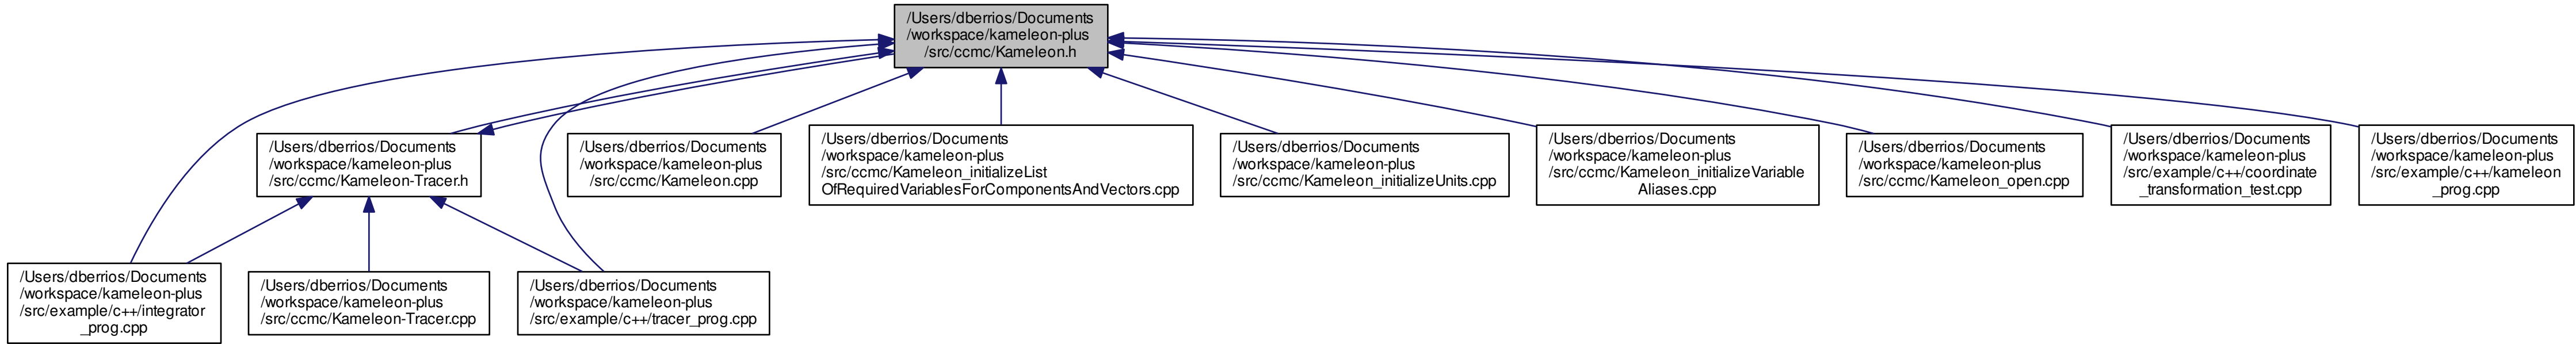 /Users/dberrios/Documents
/workspace/kameleon-plus
/src/ccmc/Kameleon.h
/Users/dberrios/Documents
/workspace/kameleon-plus
/src/ccmc/Kameleon-Tracer.h
/Users/dberrios/Documents
/workspace/kameleon-plus
/src/ccmc/Kameleon.cpp
/Users/dberrios/Documents
/workspace/kameleon-plus
/src/ccmc/Kameleon_initializeList
OfRequiredVariablesForComponentsAndVectors.cpp
/Users/dberrios/Documents
/workspace/kameleon-plus
/src/ccmc/Kameleon_initializeUnits.cpp
/Users/dberrios/Documents
/workspace/kameleon-plus
/src/ccmc/Kameleon_initializeVariable
Aliases.cpp
/Users/dberrios/Documents
/workspace/kameleon-plus
/src/ccmc/Kameleon_open.cpp
/Users/dberrios/Documents
/workspace/kameleon-plus
/src/example/c++/coordinate
_transformation_test.cpp
/Users/dberrios/Documents
/workspace/kameleon-plus
/src/example/c++/kameleon
_prog.cpp
/Users/dberrios/Documents
/workspace/kameleon-plus
/src/example/c++/integrator
_prog.cpp
/Users/dberrios/Documents
/workspace/kameleon-plus
/src/ccmc/Kameleon-Tracer.cpp
/Users/dberrios/Documents
/workspace/kameleon-plus
/src/example/c++/tracer_prog.cpp